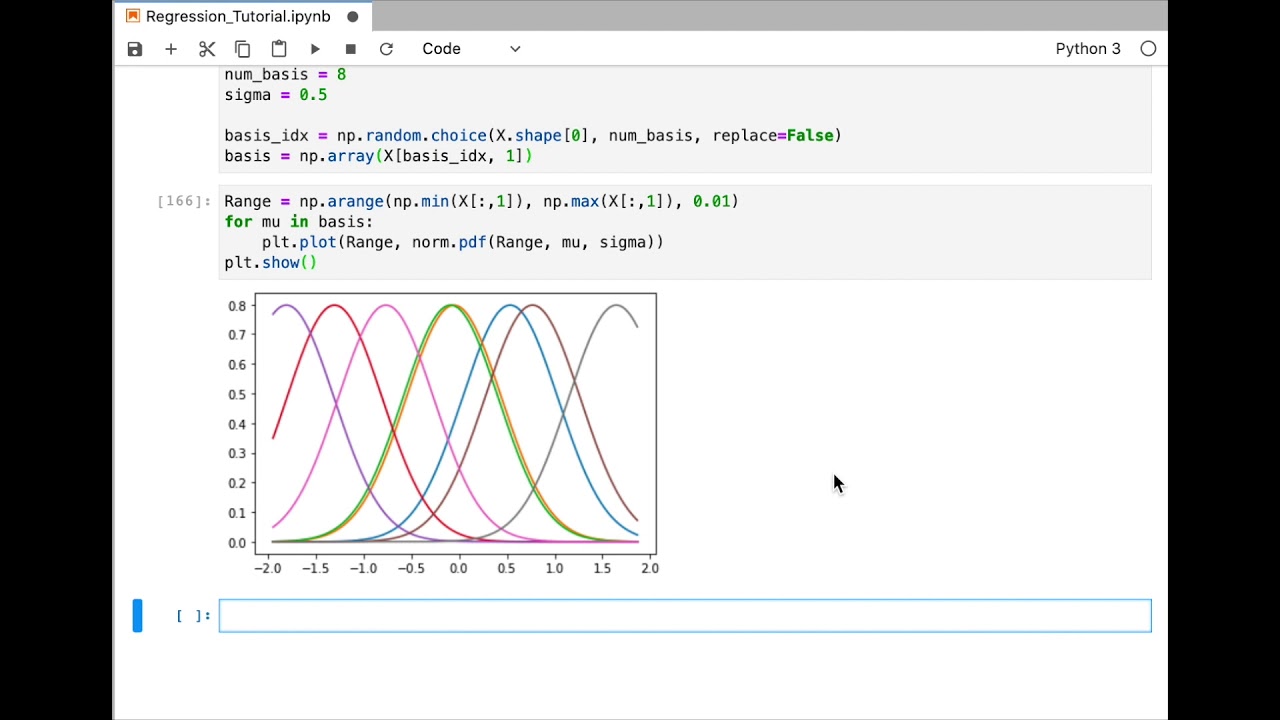 Regression_Tutorial.ipynb
Code
Python 3
num_basis = 8
sigma = 0.5
basis_idx = np.random.choice(X.shape[0], num_basis, replace=False)
basis = np.array(X[basis_idx, 1])
[166]:
Range = np.arange(np.min(X[:,1]), np.max(X[:,1]), 0.01)
for mu in basis:
    plt.plot(Range, norm.pdf(Range, mu, sigma))
plt.show()
0.8
0.7
0.6
0.5
0.4
0.3
0.2
0.1
0.0
−2.0 −1.5 −1.0 −0.5 0.0 0.5 1.0 1.5 2.0
[ ]: